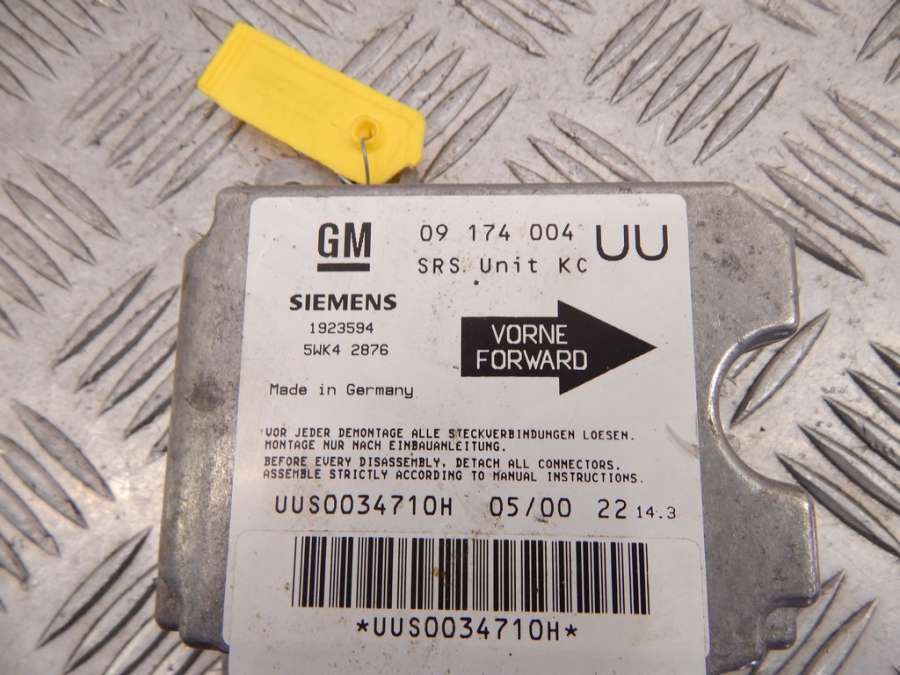 GM 09 174 004 UU
SRS. Unit KC
SIEMENS
1923594
5WK4 2876
VORNE
FORWARD
Made in Germany
VOR JEDER DEMONTAGE ALLE STECKVERBINDUNGEN LOESEN.
MONTAGE NUR NACH EINBAUANLEITUNG.
BEFORE EVERY DISASSEMBLY, DETACH ALL CONNECTORS.
ASSEMBLE STRICTLY ACCORDING TO MANUAL INSTRUCTIONS.
UUS0034710H 05/00 22 14.3
*UUS0034710H*